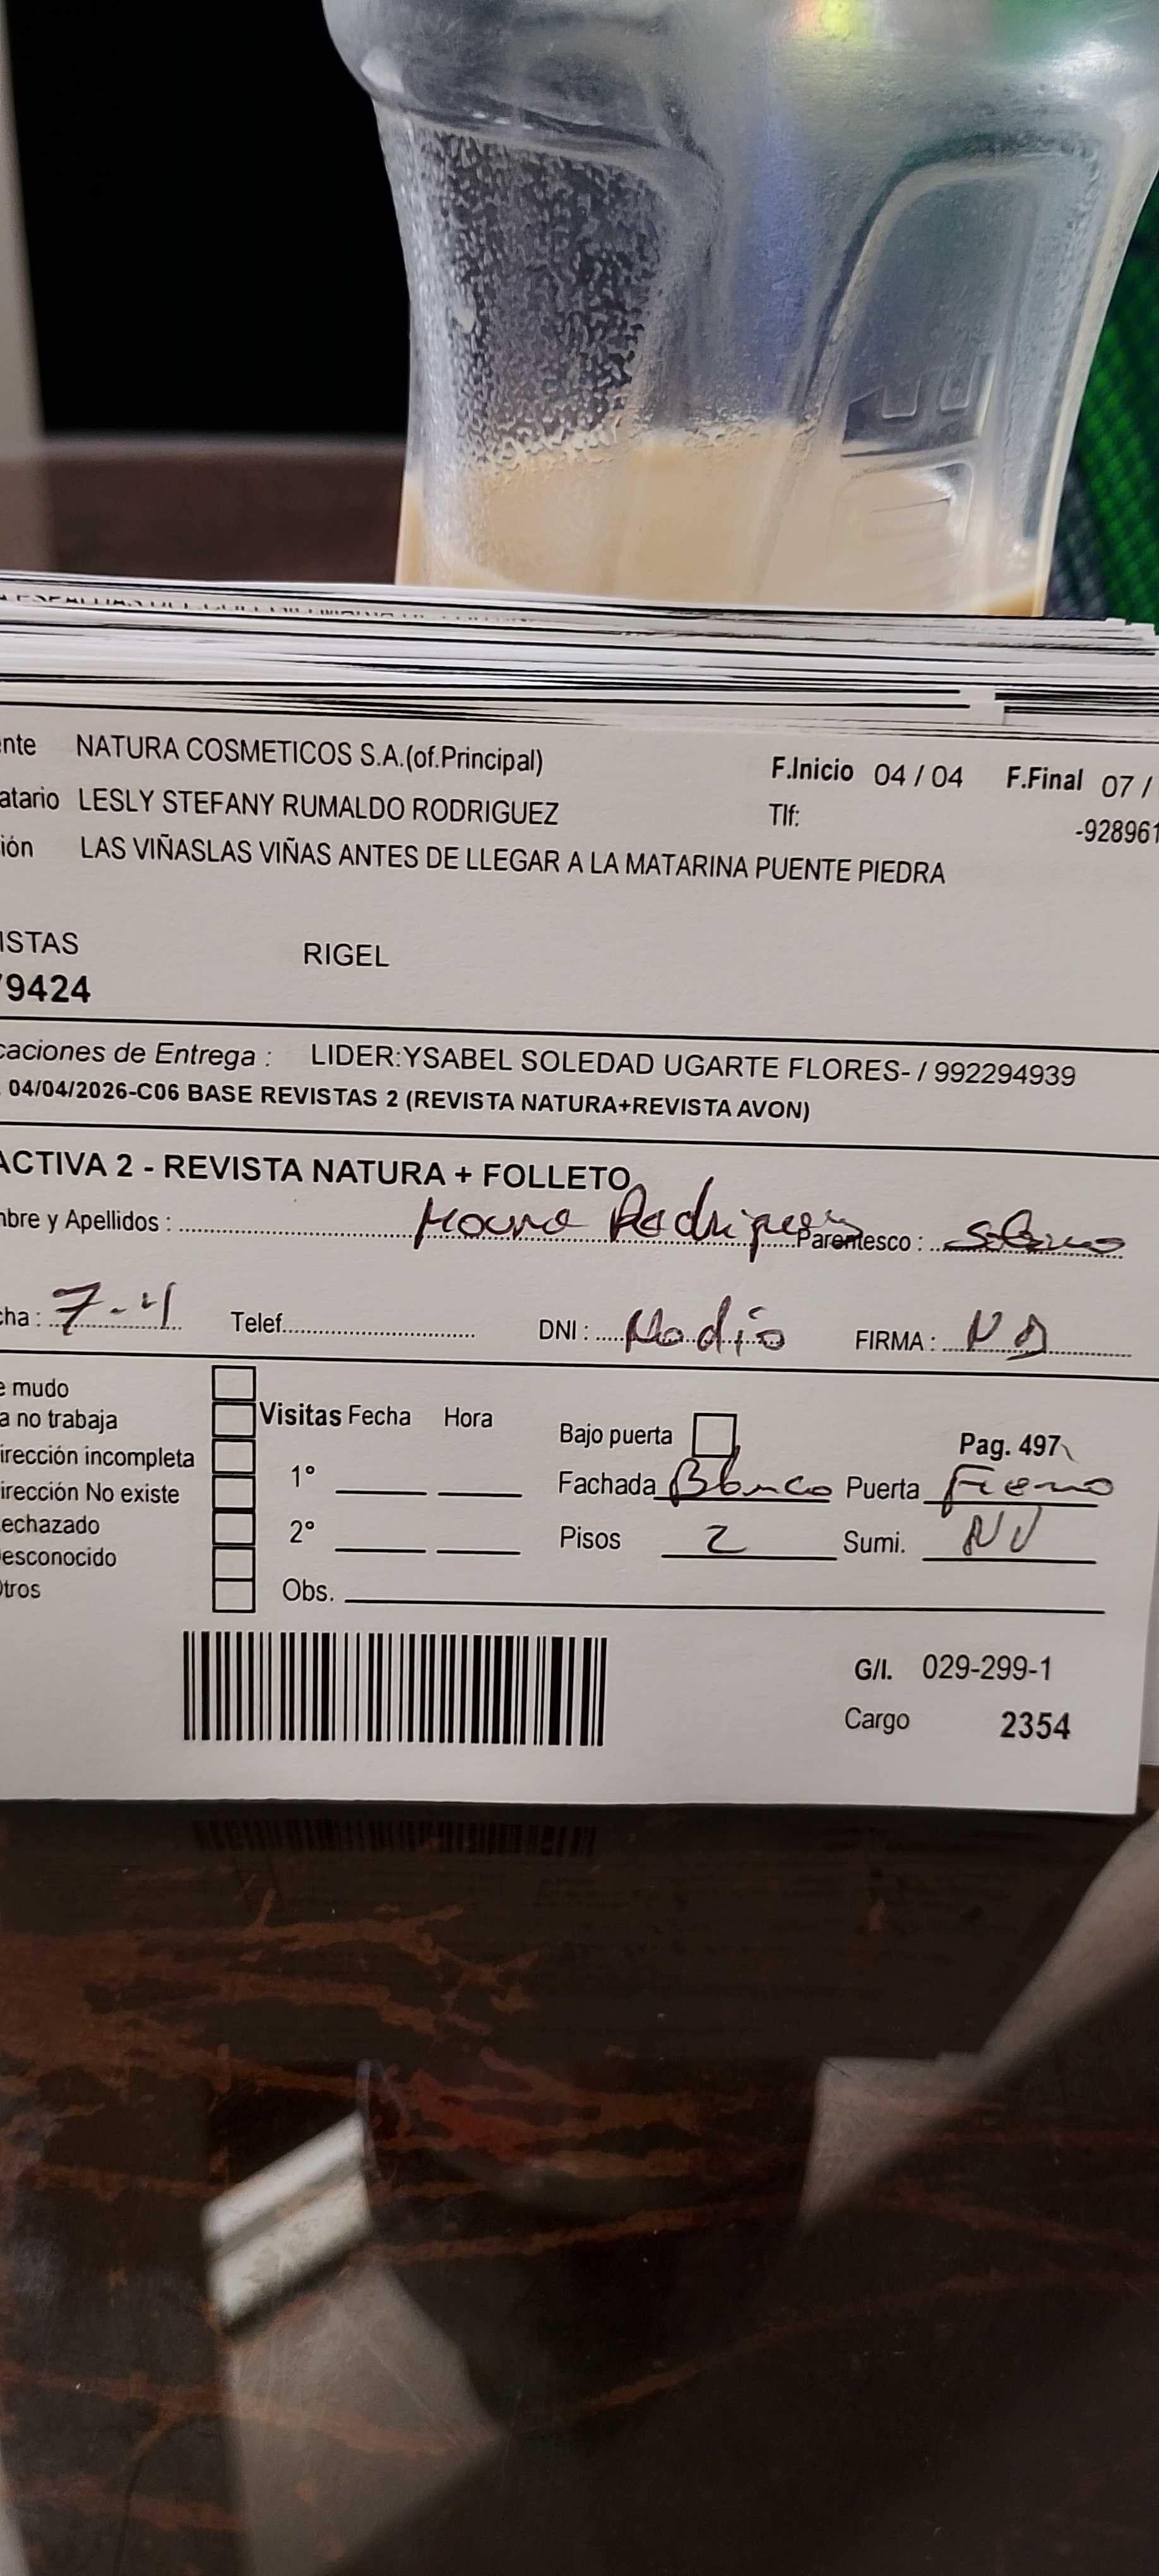 nte NATURA COSMETICOS S.A.(of.Principal) F.Inicio 04 / 04 F.Final 07 /
atario LESLY STEFANY RUMALDO RODRIGUEZ Tlf: -928961
ión LAS VIÑASLAS VIÑAS ANTES DE LLEGAR A LA MATARINA PUENTE PIEDRA
ISTAS RIGEL
79424
caciones de Entrega : LIDER:YSABEL SOLEDAD UGARTE FLORES- / 992294939
04/04/2026-C06 BASE REVISTAS 2 (REVISTA NATURA+REVISTA AVON)
ACTIVA 2 - REVISTA NATURA + FOLLETO
mbre y Apellidos : Rodriguez Parentesco :
cha : 7-4 Telef. DNI : FIRMA :
e mudo
a no trabaja Visitas Fecha Hora Bajo puerta Pag. 497
irección incompleta 1° Fachada Blanco Puerta Fierro
irección No existe
echazado 2° Pisos 2 Sumi. NV
esconocido
Otros Obs.
G/I. 029-299-1
Cargo 2354